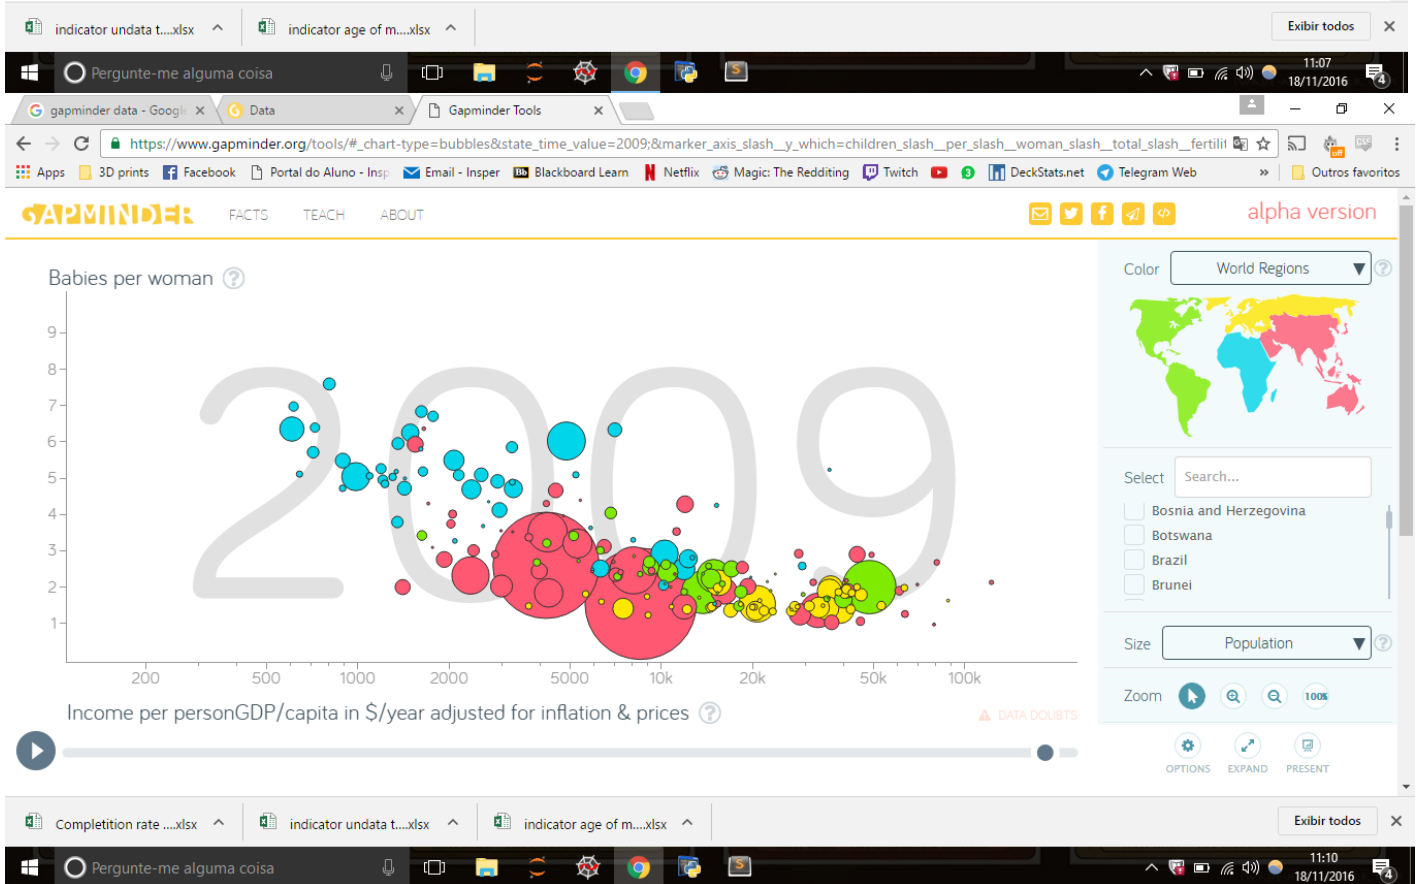 indicator undata t....xlsx
indicator age of m....xlsx
Exibir todos
Pergunte-me alguma coisa
11:07
18/11/2016
4
gapminder data - Google
Data
Gapminder Tools
https://www.gapminder.org/tools/#_chart-type=bubbles&state_time_value=2009;&marker_axis_slash__y_which=children_slash__per_slash__woman_slash__total_slash__fertilit
Apps
3D prints
Facebook
Portal do Aluno - Insp
Email - Insper
Blackboard Learn
Netflix
Magic: The Redditing
Twitch
DeckStats.net
Telegram Web
»
Outros favoritos
GAPMINDER
FACTS
TEACH
ABOUT
alpha version
Babies per woman ?
2009
9
8
7
6
5
4
3
2
1
200
500
1000
2000
5000
10k
20k
50k
100k
Income per personGDP/capita in $/year adjusted for inflation & prices ?
DATA DOUBTS
Color
World Regions
?
Select
Search...
Bosnia and Herzegovina
Botswana
Brazil
Brunei
Size
Population
?
Zoom
100%
OPTIONS
EXPAND
PRESENT
Completition rate ....xlsx
indicator undata t....xlsx
indicator age of m....xlsx
Exibir todos
Pergunte-me alguma coisa
11:10
18/11/2016
4